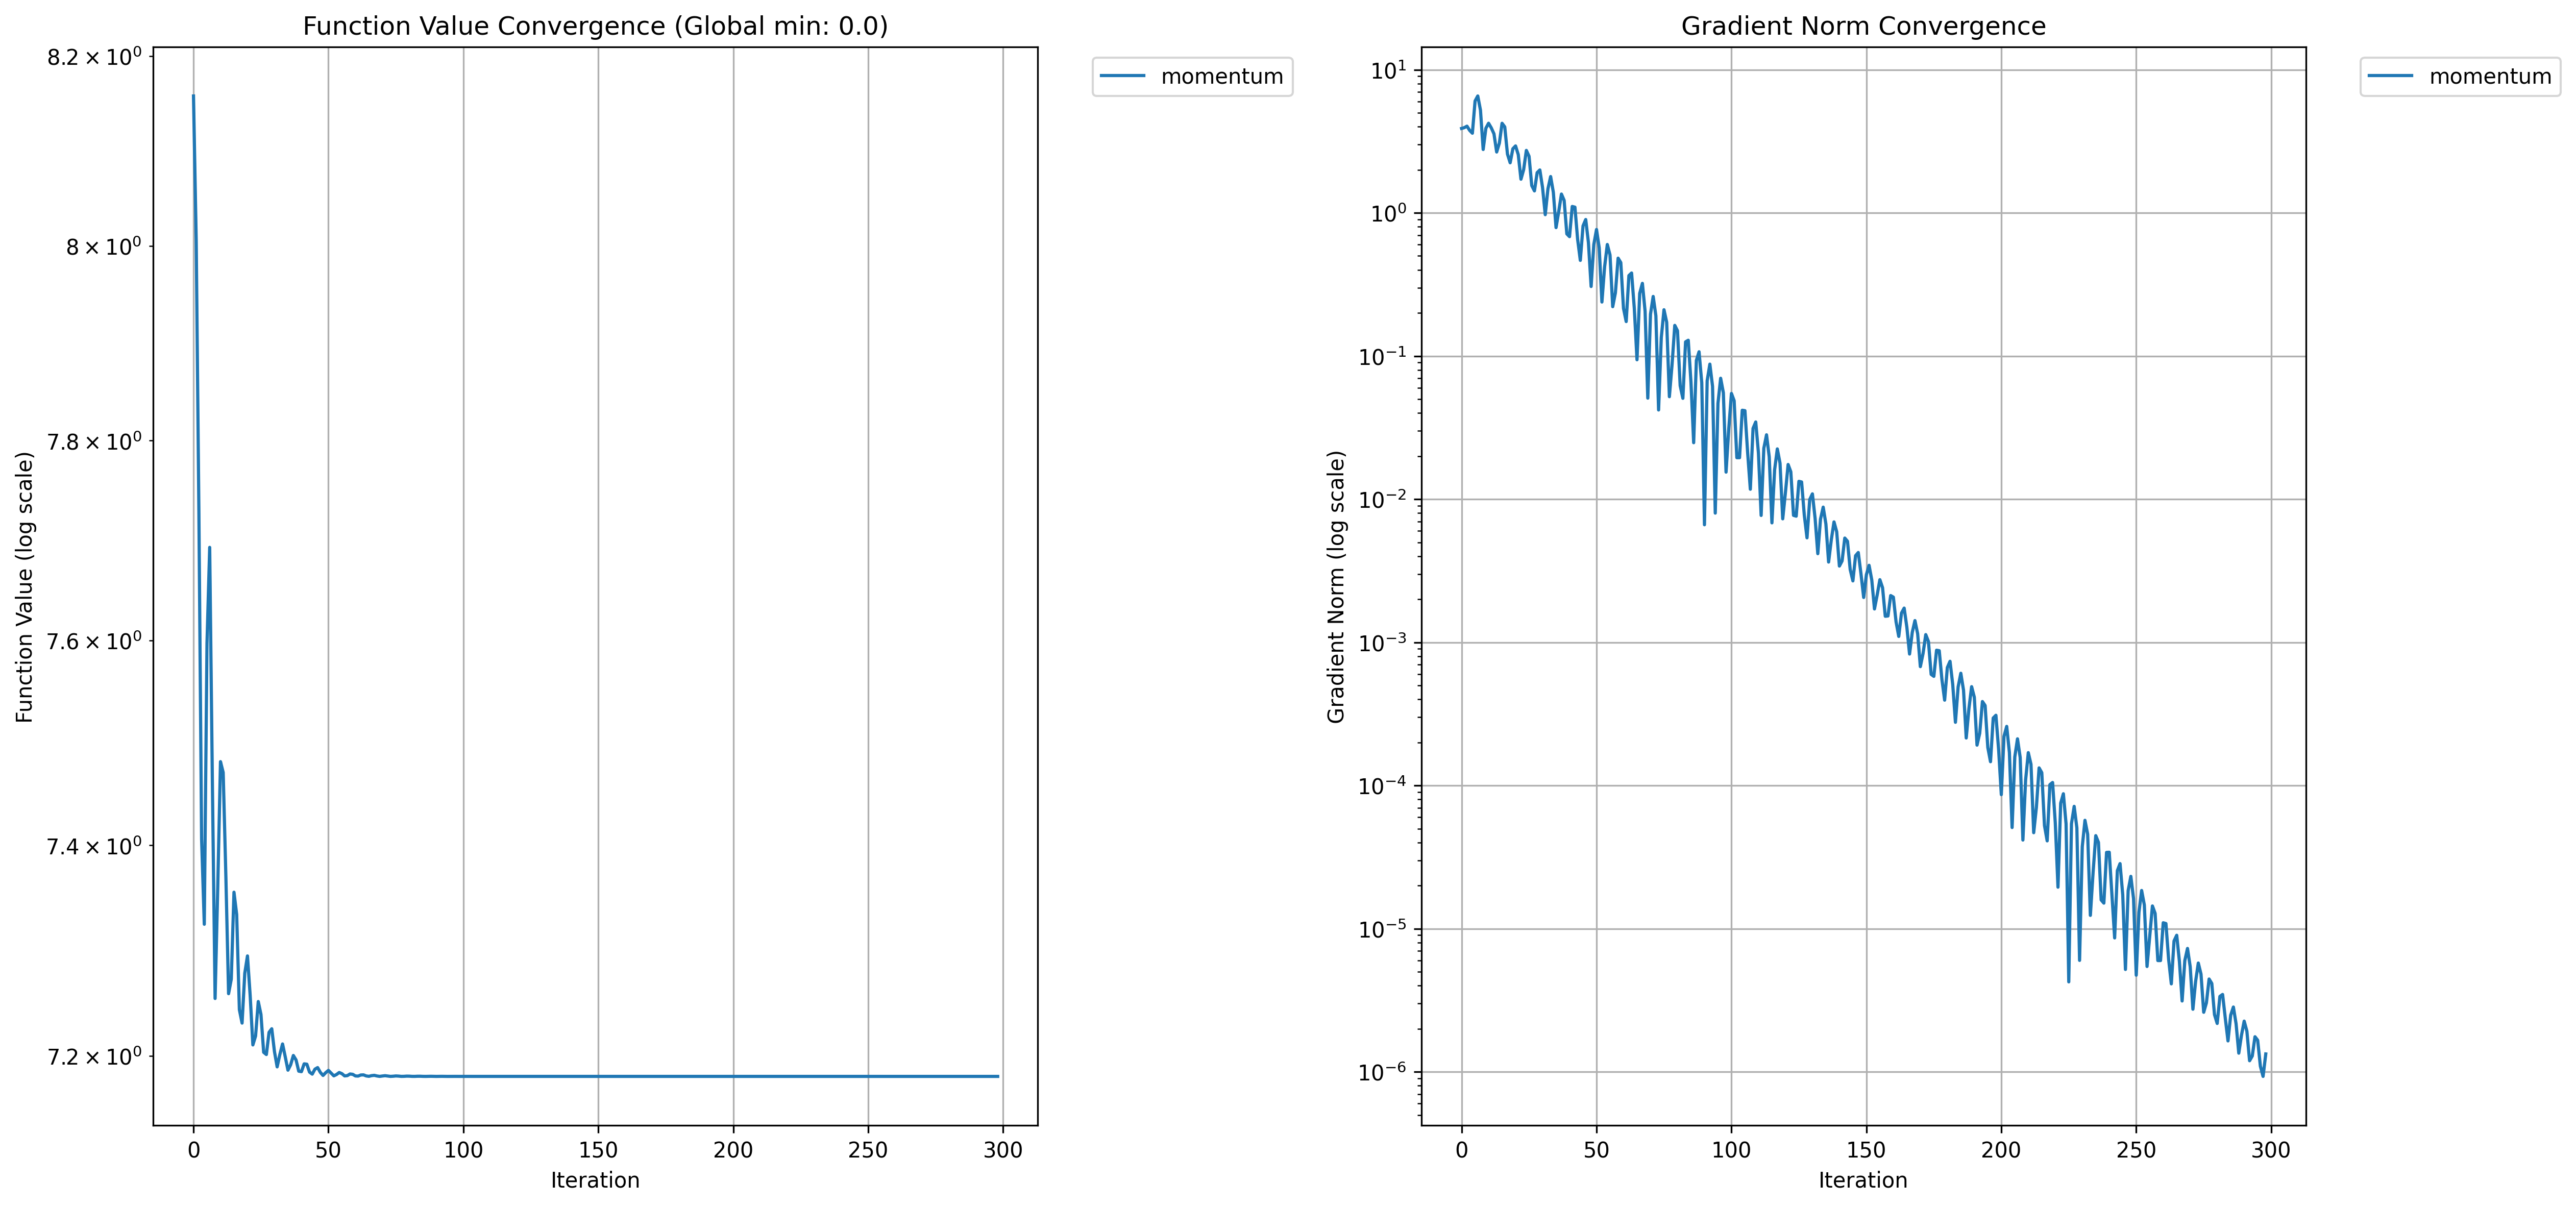 Function Value Convergence (Global min: 0.0)
8.2 × 10⁰
8 × 10⁰
7.8 × 10⁰
7.6 × 10⁰
7.4 × 10⁰
7.2 × 10⁰
Function Value (log scale)
0 50 100 150 200 250 300
Iteration
momentum
Gradient Norm Convergence
10¹
10⁰
10⁻¹
10⁻²
10⁻³
10⁻⁴
10⁻⁵
10⁻⁶
Gradient Norm (log scale)
0 50 100 150 200 250 300
Iteration
momentum